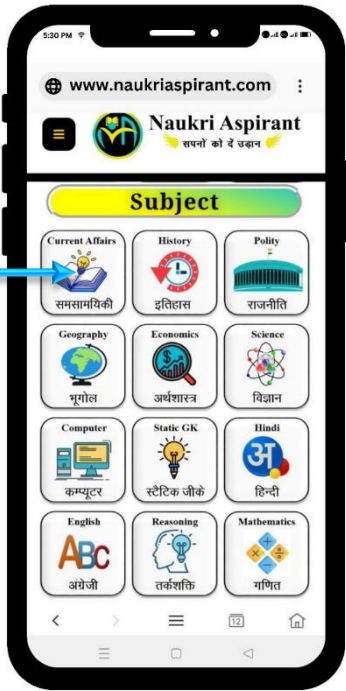 5:30 PM
www.naukriaspirant.com
Naukri Aspirant
सपनों को दें उड़ान
Subject
Current Affairs History Polity
समसामयिकी इतिहास राजनीति
Geography Economics Science
भूगोल अर्थशास्त्र विज्ञान
Computer Static GK Hindi
अ
कम्प्यूटर स्टैटिक जीके हिन्दी
English Reasoning Mathematics
ABC
अंग्रेजी तर्कशक्ति गणित
12